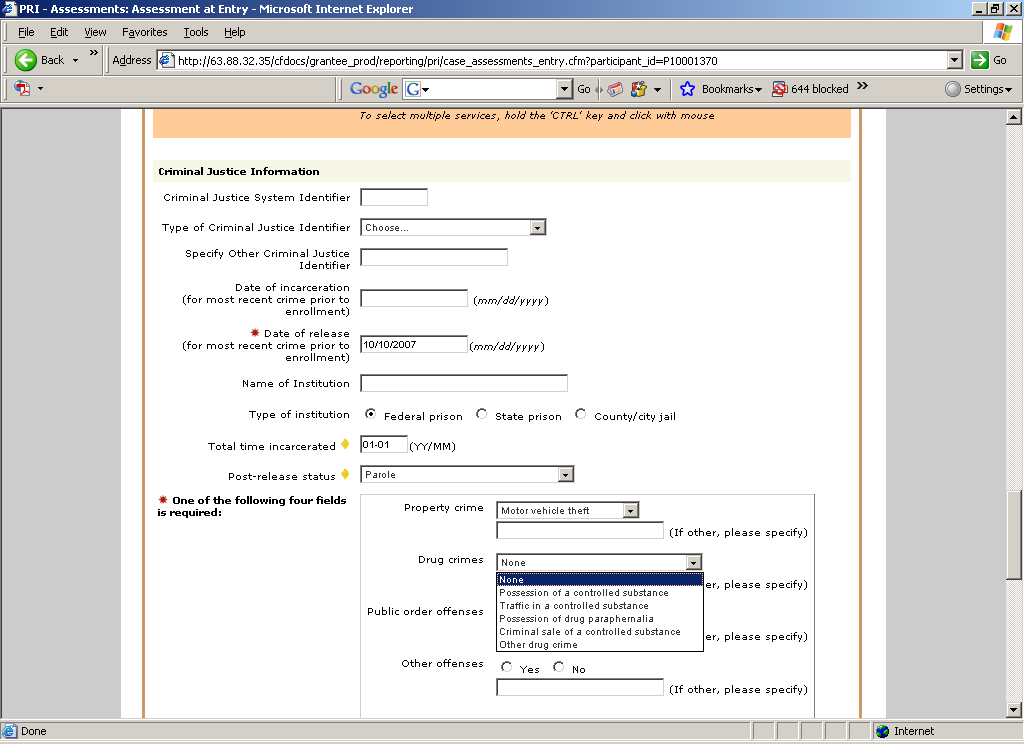 PRI - Assessments: Assessment at Entry - Microsoft Internet Explorer
File Edit View Favorites Tools Help
Back » Address http://63.88.32.35/cfdocs/grantee_prod/reporting/pri/case_assessments_entry.cfm?participant_id=P10001370 Go
Google G Go Bookmarks 644 blocked » Settings
To select multiple services, hold the 'CTRL' key and click with mouse
Criminal Justice Information
Criminal Justice System Identifier
Type of Criminal Justice Identifier Choose...
Specify Other Criminal Justice
Identifier
Date of incarceration
(for most recent crime prior to
enrollment) (mm/dd/yyyy)
Date of release
(for most recent crime prior to
enrollment) 10/10/2007 (mm/dd/yyyy)
Name of Institution
Type of institution Federal prison State prison County/city jail
Total time incarcerated 01-01 (YY/MM)
Post-release status Parole
One of the following four fields
is required:
Property crime Motor vehicle theft
(If other, please specify)
Drug crimes None
None
Possession of a controlled substance
er, please specify)
Traffic in a controlled substance
Public order offenses
Possession of drug paraphernalia
Criminal sale of a controlled substance
er, please specify)
Other drug crime
Other offenses Yes No
(If other, please specify)
Done Internet